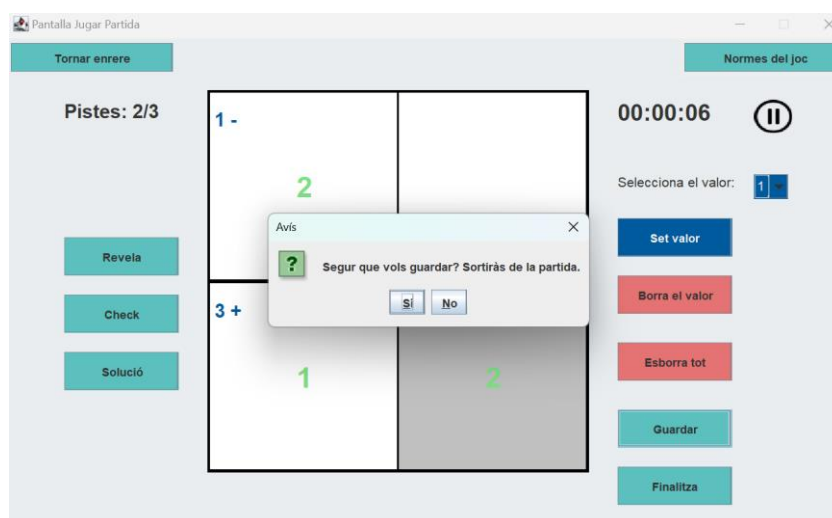 Pantalla Jugar Partida
Tornar enrere
Normes del joc
Pistes: 2/3
1 -
00:00:06
2
Selecciona el valor:
1
Avís
Set valor
Revela
?
Segur que vols guardar? Sortiràs de la partida.
Sí
No
Borra el valor
Check
3 +
Solució
1
2
Esborra tot
Guardar
Finalitza